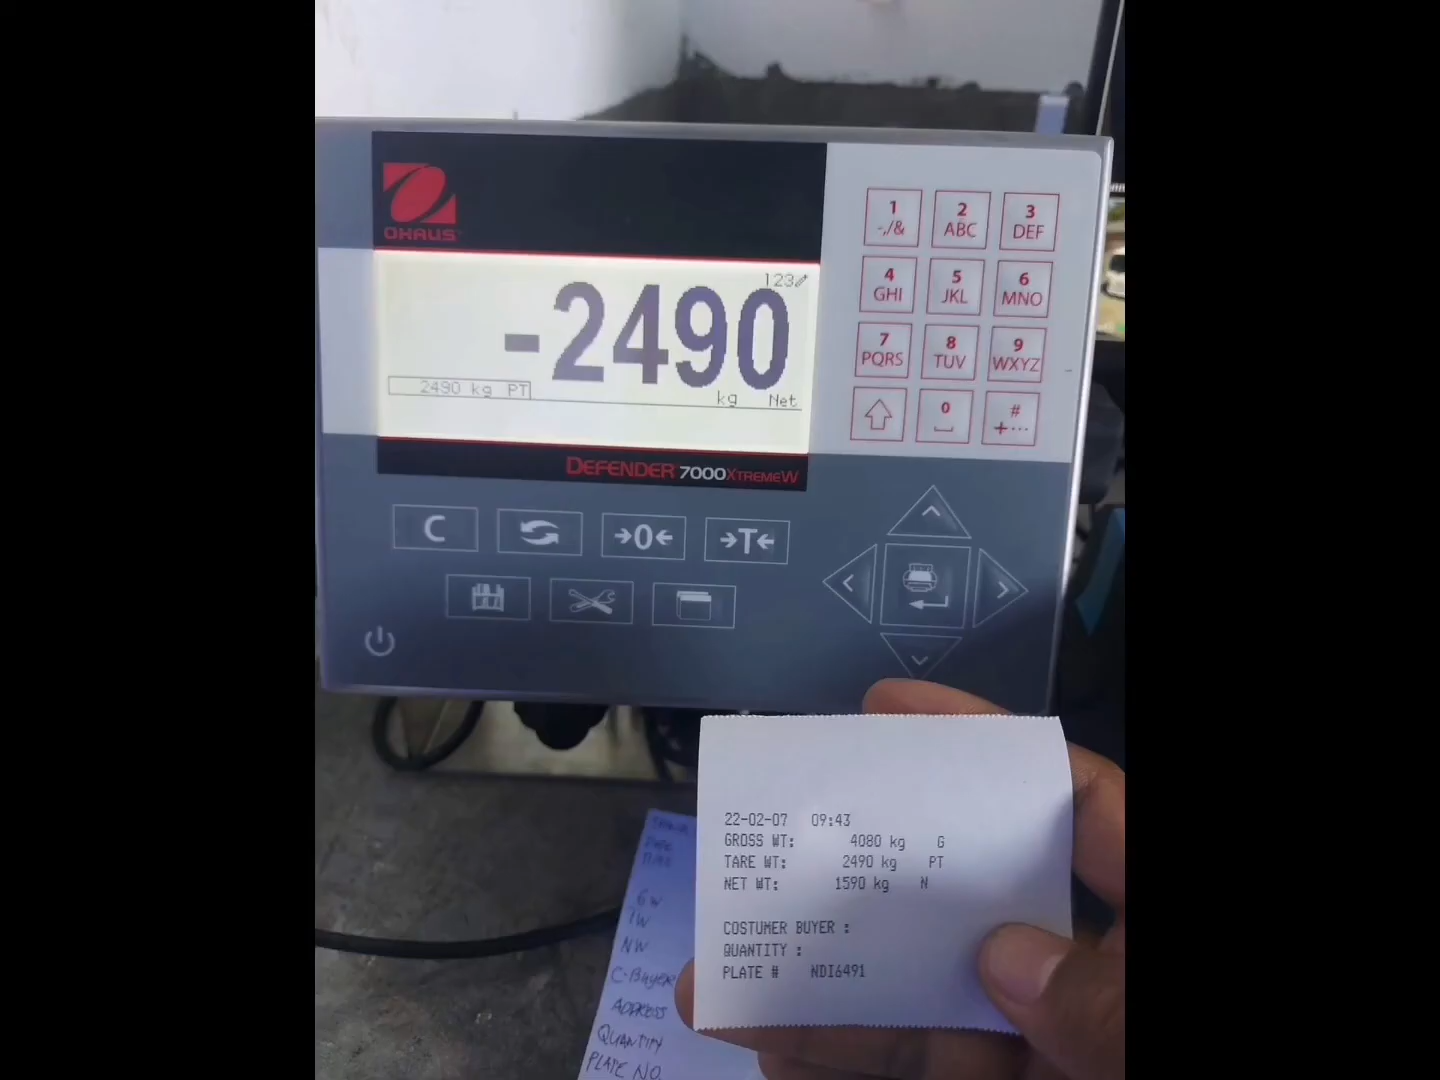 OHAUS
123
-2490
2490 kg PT
kg Net
DEFENDER 7000XTREMEW
1 -,/&
2 ABC
3 DEF
4 GHI
5 JKL
6 MNO
7 PQRS
8 TUV
9 WXYZ
0
#
+...
C
→0←
→T←
22-02-07 09:43
GROSS WT: 4080 kg G
TARE WT: 2490 kg PT
NET WT: 1590 kg N
COSTUMER BUYER :
QUANTITY :
PLATE # NDI6491
DATE
TIME
GW
TW
NW
C-BUYER
ADDRESS
QUANTITY
PLATE NO.